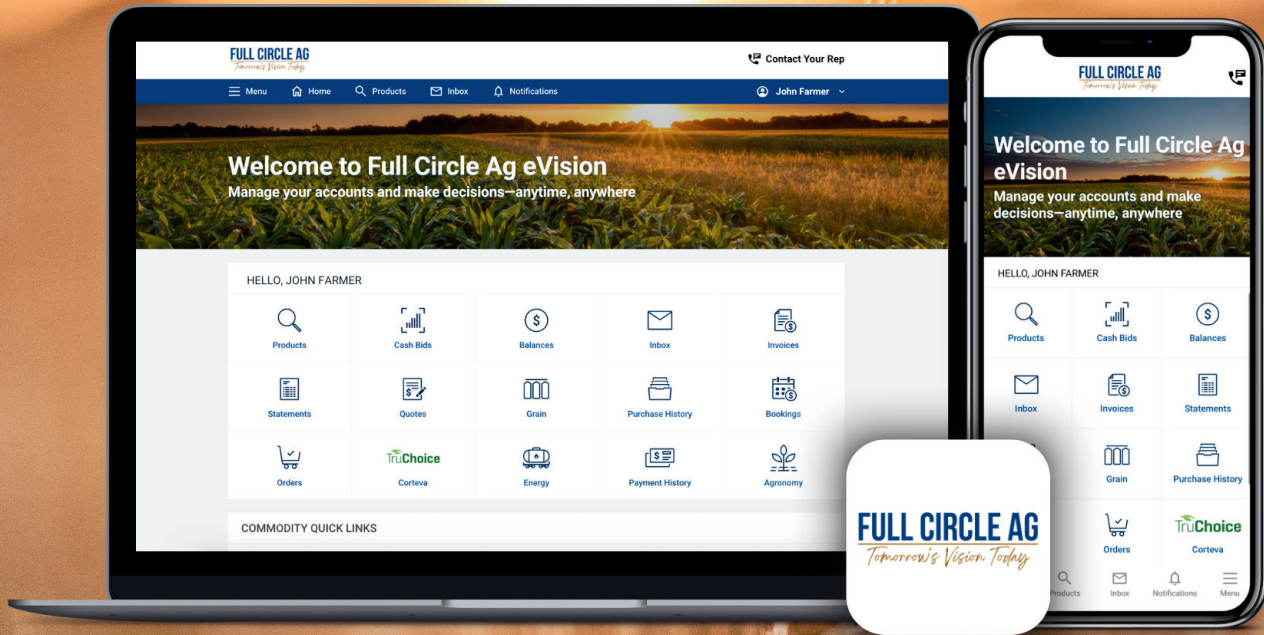 FULL CIRCLE AG
Tomorrow's Vision Today
Contact Your Rep
Menu
Home
Products
Inbox
Notifications
John Farmer
Welcome to Full Circle Ag eVision
Manage your accounts and make decisions—anytime, anywhere
HELLO, JOHN FARMER
Products
Cash Bids
Balances
Inbox
Invoices
Statements
Quotes
Grain
Purchase History
Bookings
Orders
TruChoice
Corteva
Energy
Payment History
Agronomy
COMMODITY QUICK LINKS
FULL CIRCLE AG
Tomorrow's Vision Today
FULL CIRCLE AG
Tomorrow's Vision Today
Welcome to Full Circle Ag
eVision
Manage your accounts and make
decisions—anytime, anywhere
HELLO, JOHN FARMER
Products
Cash Bids
Balances
Inbox
Invoices
Statements
Grain
Purchase History
Orders
TruChoice
Corteva
Products
Inbox
Notifications
Menu